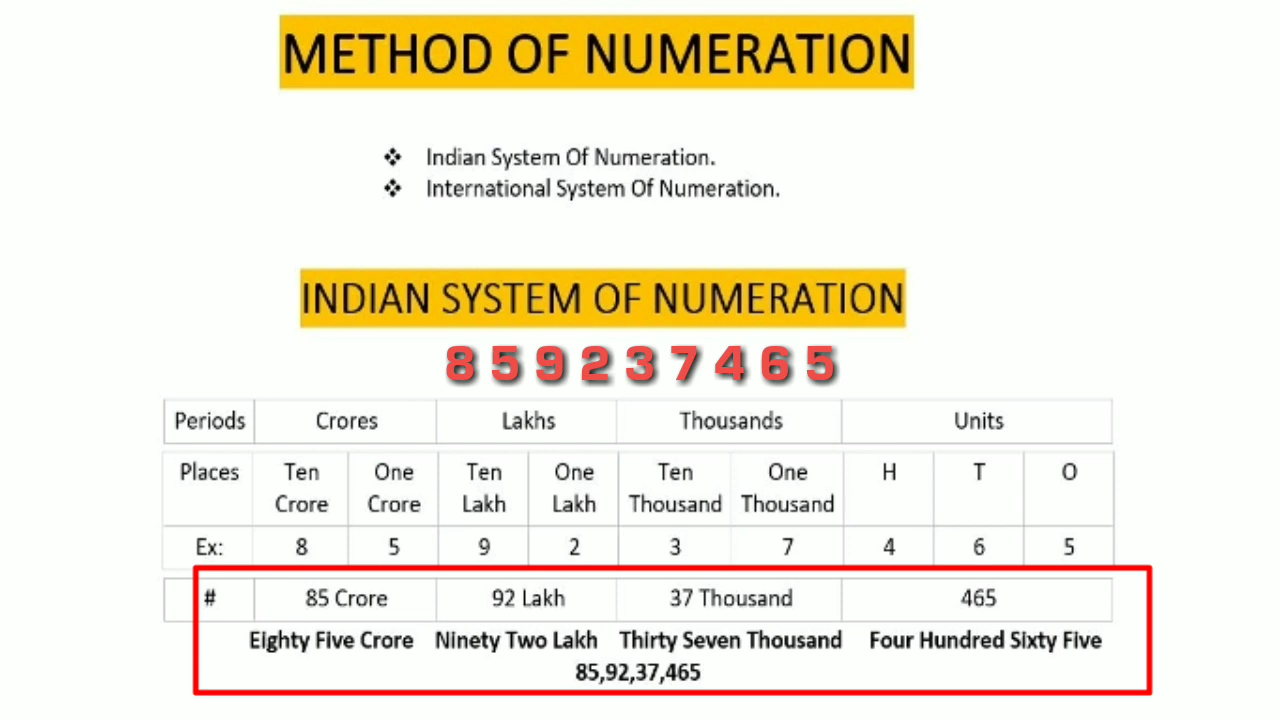 METHOD OF NUMERATION
❖ Indian System Of Numeration.
❖ International System Of Numeration.
INDIAN SYSTEM OF NUMERATION
8 5 9 2 3 7 4 6 5
Periods Crores Lakhs Thousands Units
Places Ten Crore One Crore Ten Lakh One Lakh Ten Thousand One Thousand H T O
Ex: 8 5 9 2 3 7 4 6 5
# 85 Crore 92 Lakh 37 Thousand 465
Eighty Five Crore Ninety Two Lakh Thirty Seven Thousand Four Hundred Sixty Five
85,92,37,465